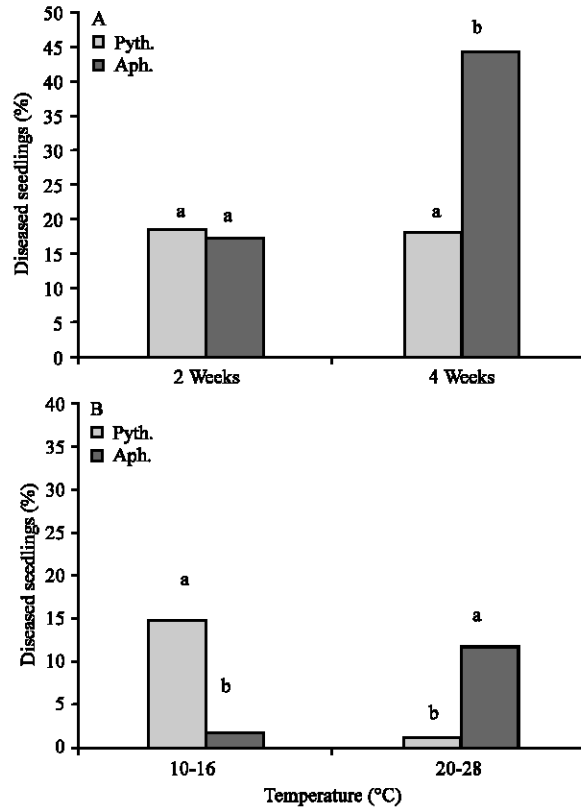 A
Pyth.
Aph.
Diseased seedlings (%)
50
45
40
35
30
25
20
15
10
5
0
a
a
a
b
2 Weeks
4 Weeks
B
Pyth.
Aph.
Diseased seedlings (%)
40
35
30
25
20
15
10
5
0
a
b
b
a
10-16
20-28
Temperature (°C)